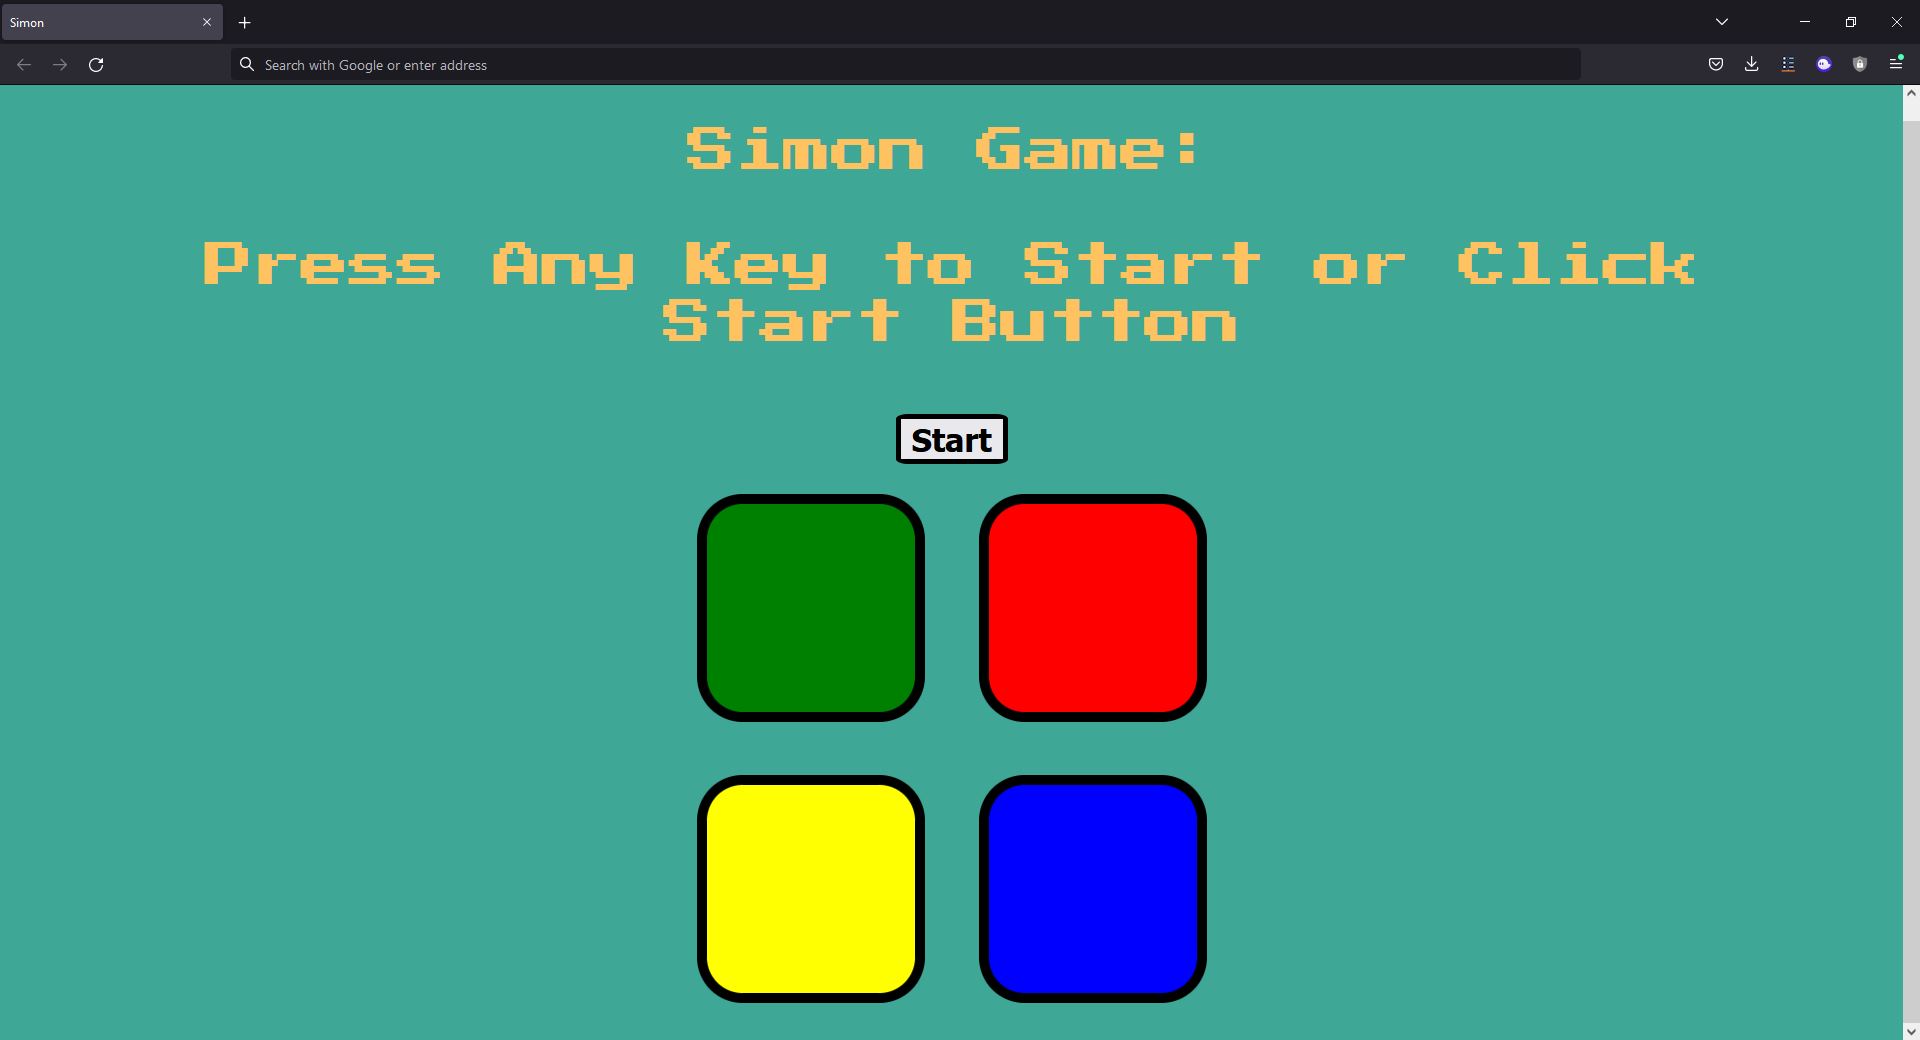 Simon
Search with Google or enter address
Simon Game:
Press Any Key to Start or Click
Start Button
Start